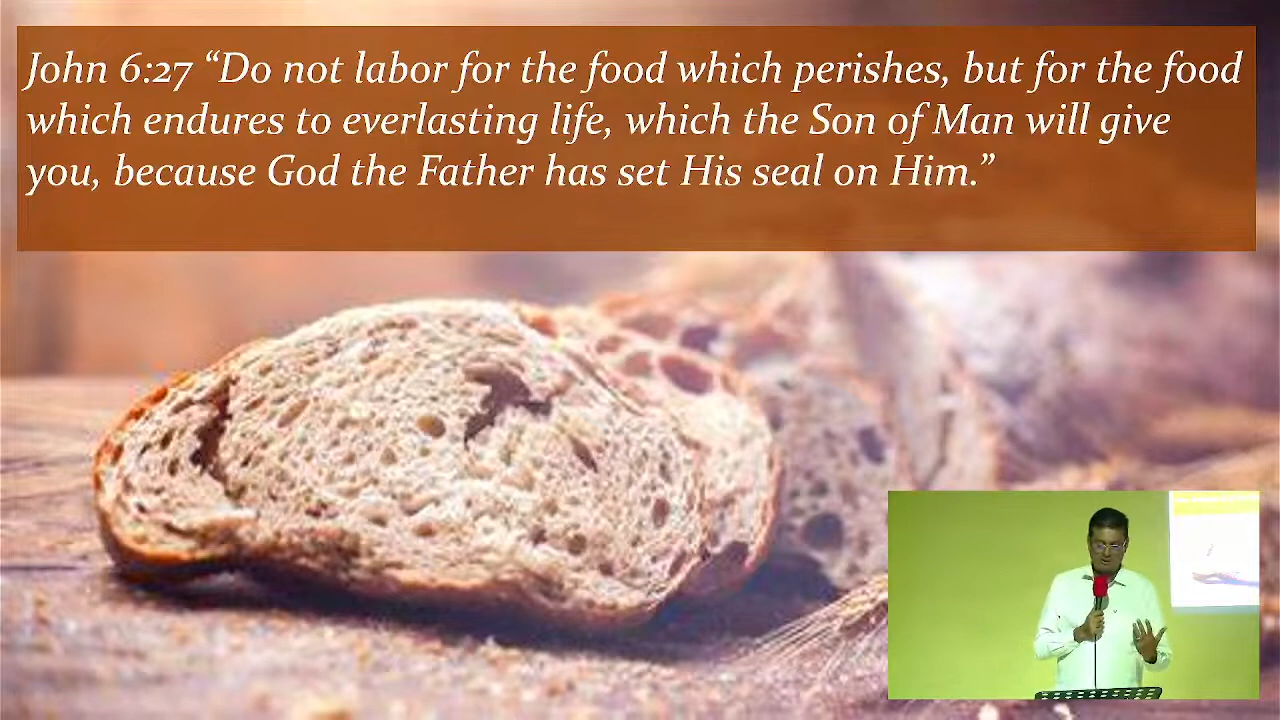 John 6:27 “Do not labor for the food which perishes, but for the food
which endures to everlasting life, which the Son of Man will give
you, because God the Father has set His seal on Him.”